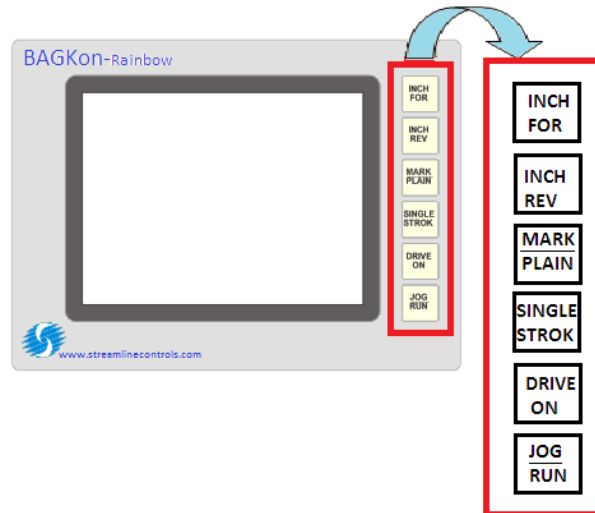 BAGKon-Rainbow
INCH
FOR
INCH
REV
MARK
PLAIN
SINGLE
STROK
DRIVE
ON
JOG
RUN
www.streamlinecontrols.com
INCH
FOR
INCH
REV
MARK
PLAIN
SINGLE
STROK
DRIVE
ON
JOG
RUN